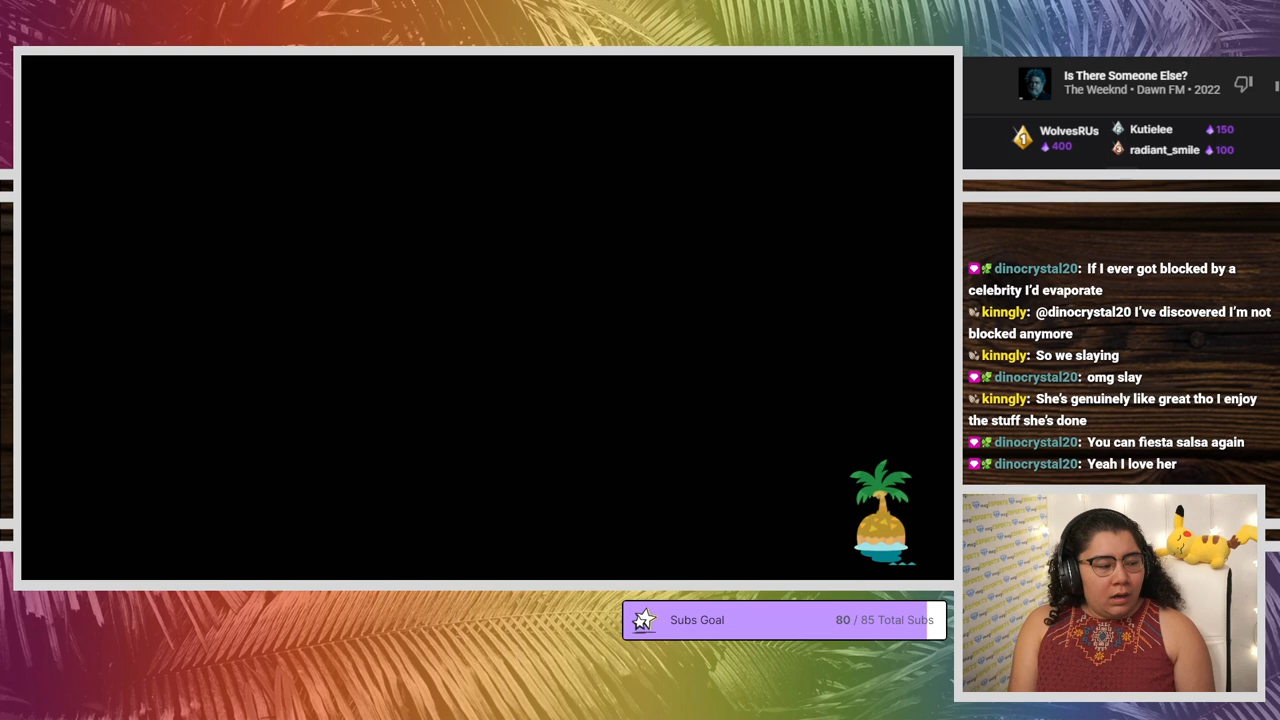 Is There Someone Else?
The Weeknd • Dawn FM • 2022
1
WolvesRUs
400
Kutielee
150
radiant_smile
100
dinocrystal20: If I ever got blocked by a
celebrity I'd evaporate
kinngly: @dinocrystal20 I've discovered I'm not
blocked anymore
kinngly: So we slaying
dinocrystal20: omg slay
kinngly: She's genuinely like great tho I enjoy
the stuff she's done
dinocrystal20: You can fiesta salsa again
dinocrystal20: Yeah I love her
Subs Goal
80 / 85 Total Subs